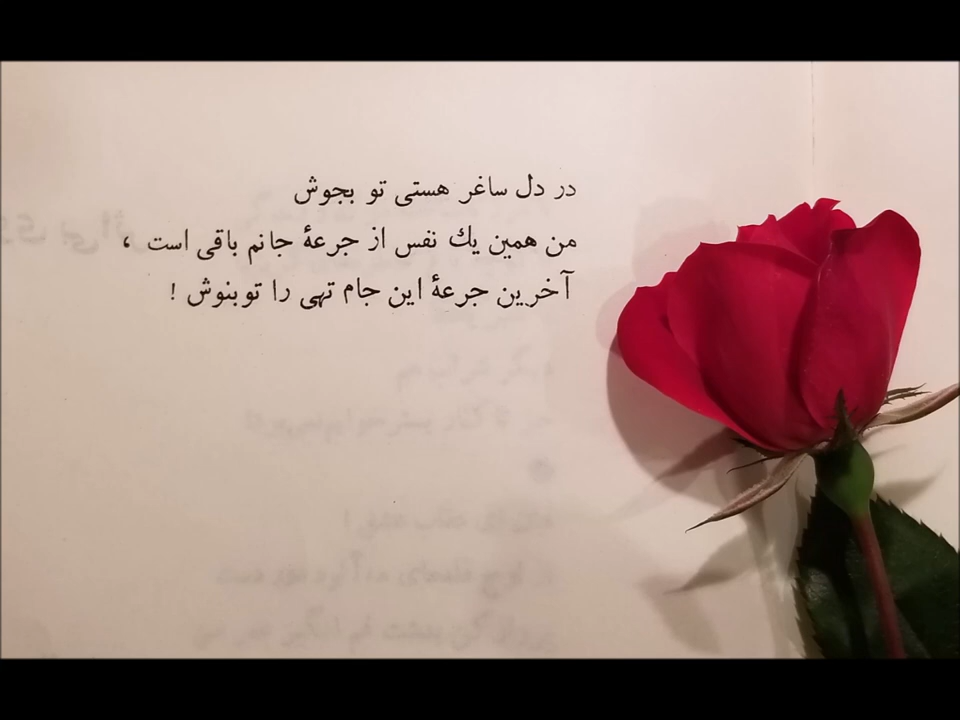 در دل ساغر هستی تو بجوش
من همین یك نفس از جرعهٔ جانم باقی است ،
آخرین جرعهٔ این جام تهی را تو بنوش !